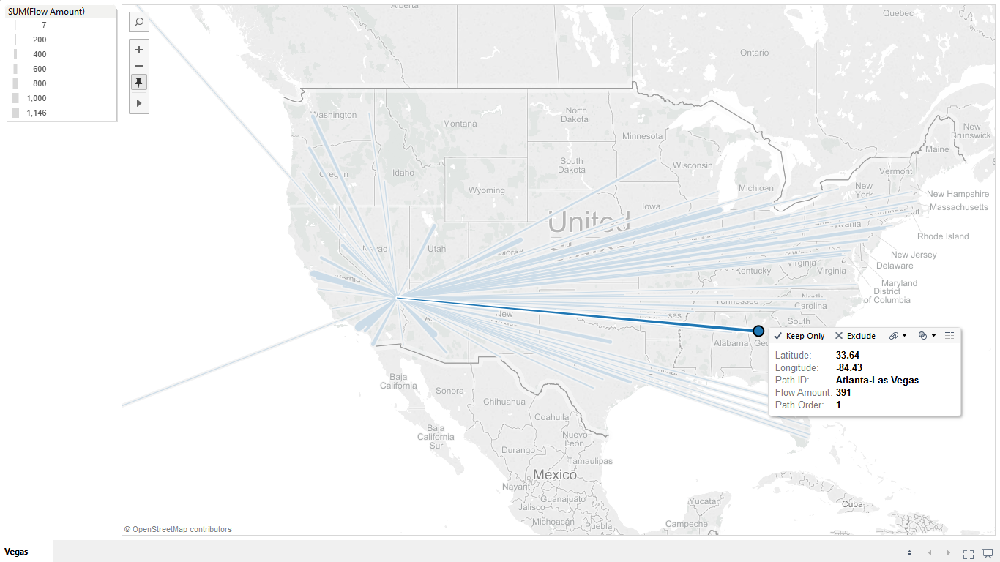 SUM(Flow Amount)
7
200
400
600
800
1,000
1,146
Alberta
Quebec
Ontario
Washington
Montana
North
Dakota
Minnesota
New
Brunswick
Maine
Oregon
Idaho
South
Dakota
Wisconsin
Vermont
Wyoming
Michigan
New
York
New Hampshire
Massachusetts
Iowa
United
Rhode Island
Utah
New Jersey
Delaware
Kentucky
Virginia
West
Virginia
Maryland
District
of Columbia
Tennessee
North
Carolina
New
South
Alabama
Keep Only
Exclude
Latitude: 33.64
Longitude: -84.43
Path ID: Atlanta-Las Vegas
Flow Amount: 391
Path Order: 1
Baja
California
Sonora
Chihuahua
Coahuila
Baja
California
Sur
Nuevo
León
Durango
Tamaulipas
Mexico
Nayarit
Guanajuato
Jalisco
Michoacán
Puebla
Yucatán
Campeche
Cuba
© OpenStreetMap contributors
Vegas